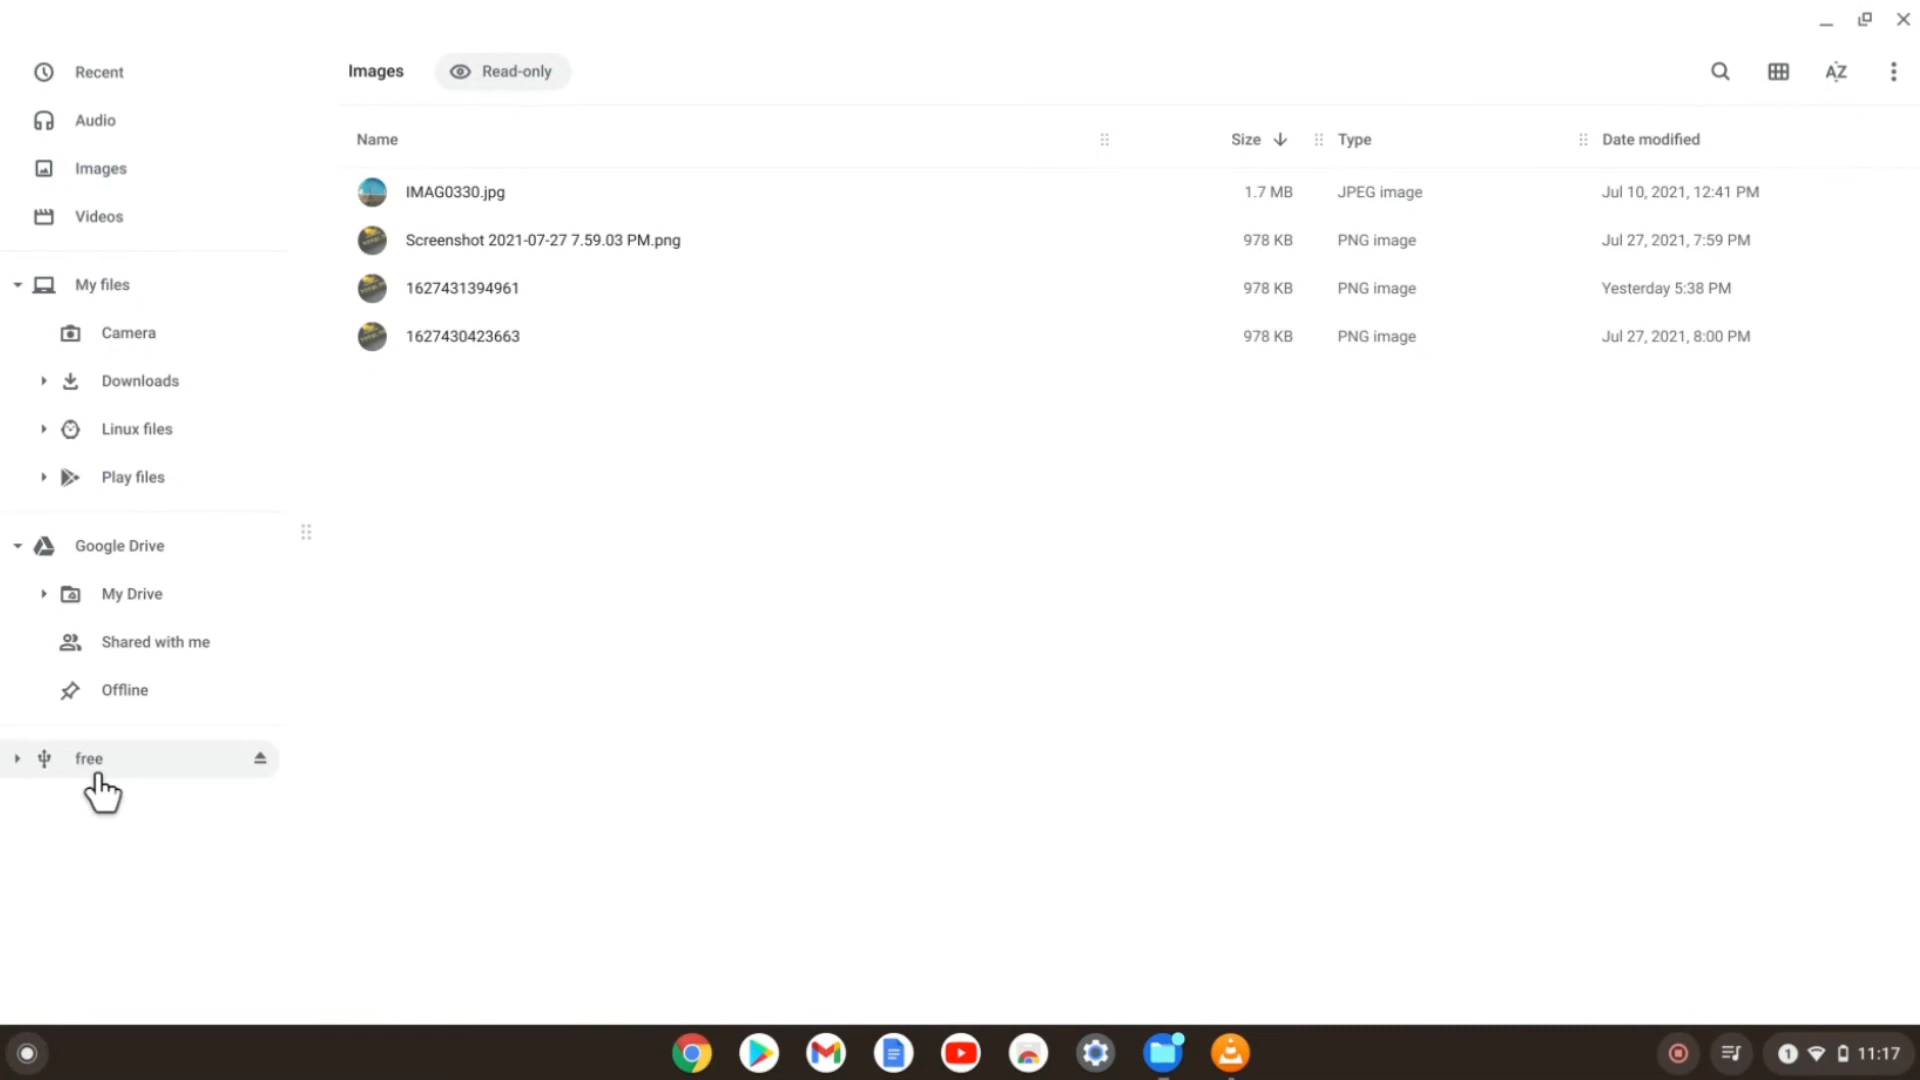 Recent
Audio
Images
Videos
My files
Camera
Downloads
Linux files
Play files
Google Drive
My Drive
Shared with me
Offline
free
Images Read-only AZ
Name Size Type Date modified
IMAG0330.jpg 1.7 MB JPEG image Jul 10, 2021, 12:41 PM
Screenshot 2021-07-27 7.59.03 PM.png 978 KB PNG image Jul 27, 2021, 7:59 PM
1627431394961 978 KB PNG image Yesterday 5:38 PM
1627430423663 978 KB PNG image Jul 27, 2021, 8:00 PM
1 11:17